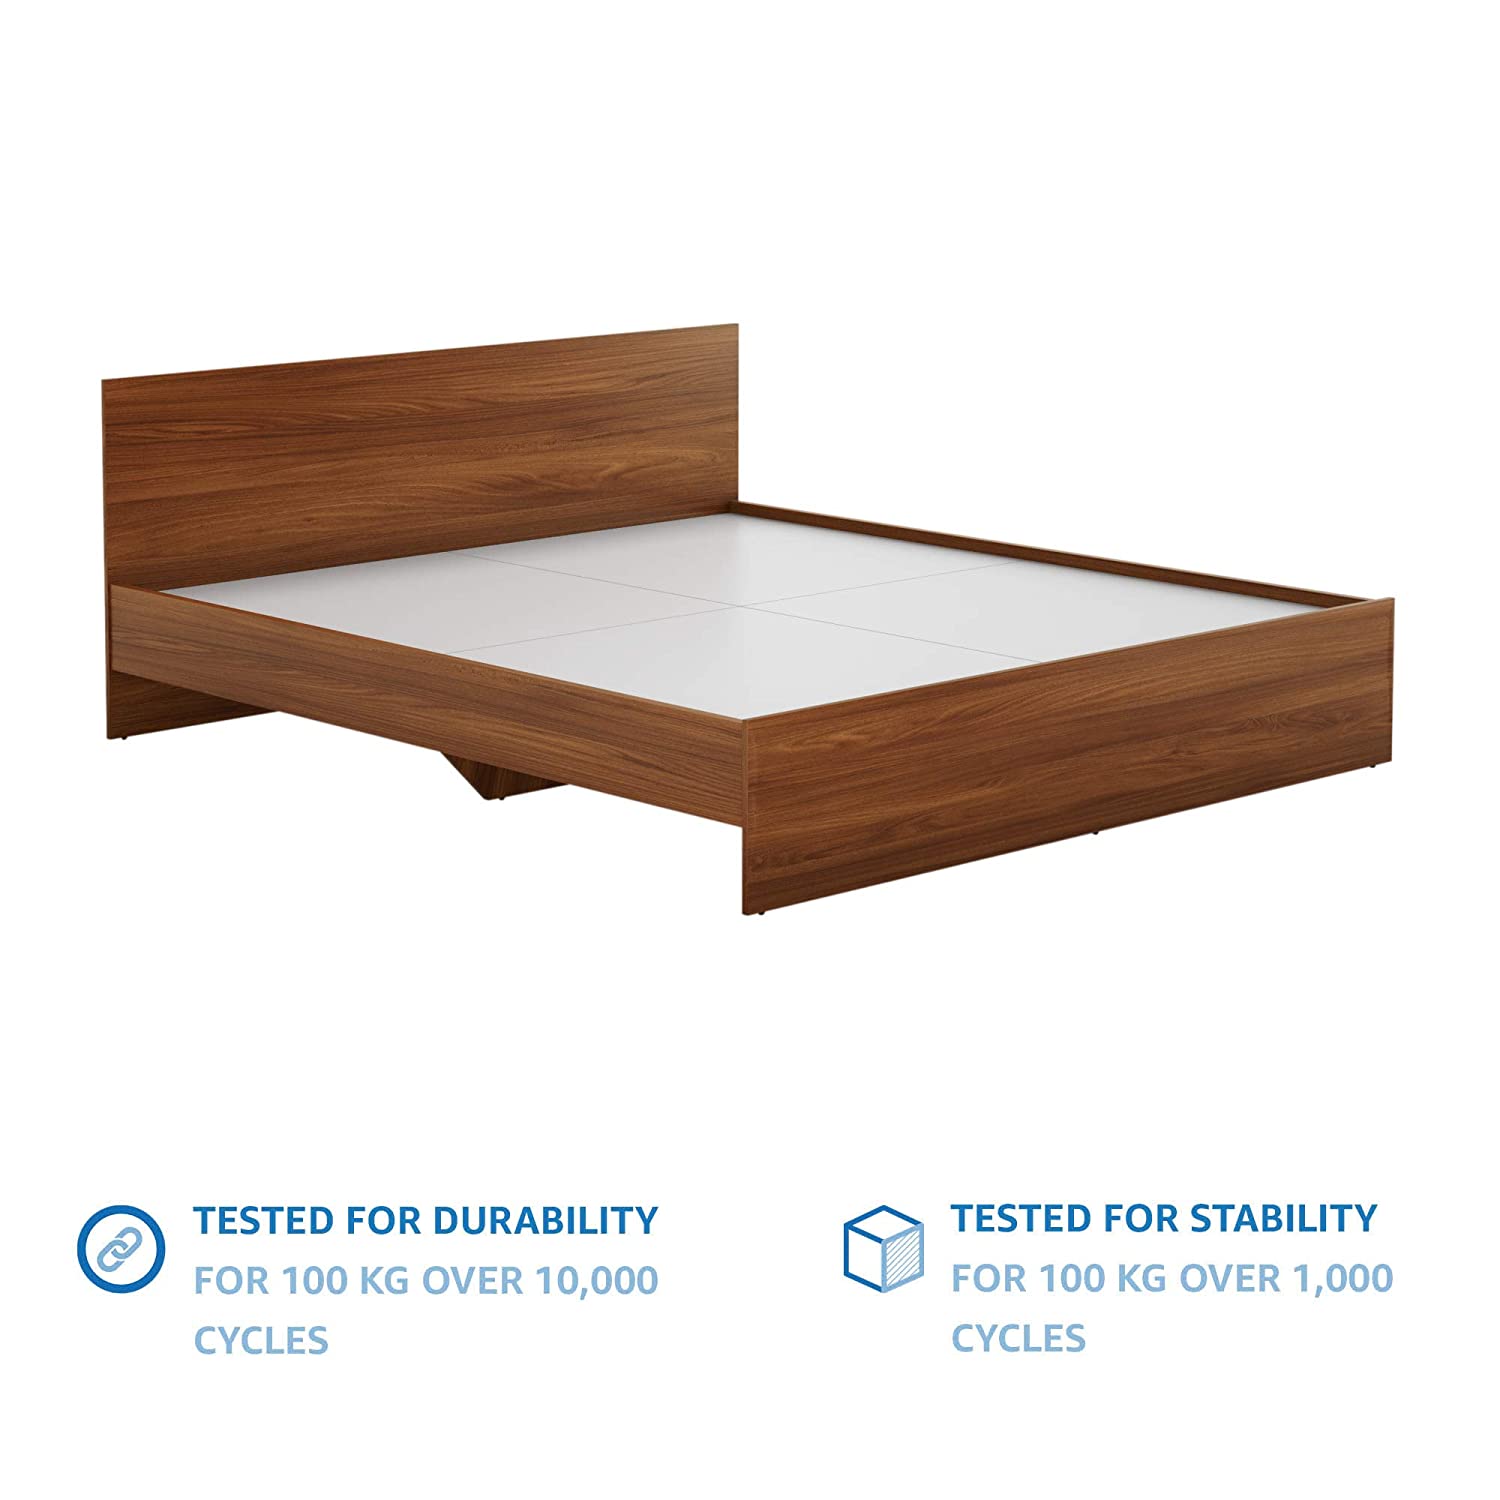 TESTED FOR DURABILITY
FOR 100 KG OVER 10,000
CYCLES
TESTED FOR STABILITY
FOR 100 KG OVER 1,000
CYCLES